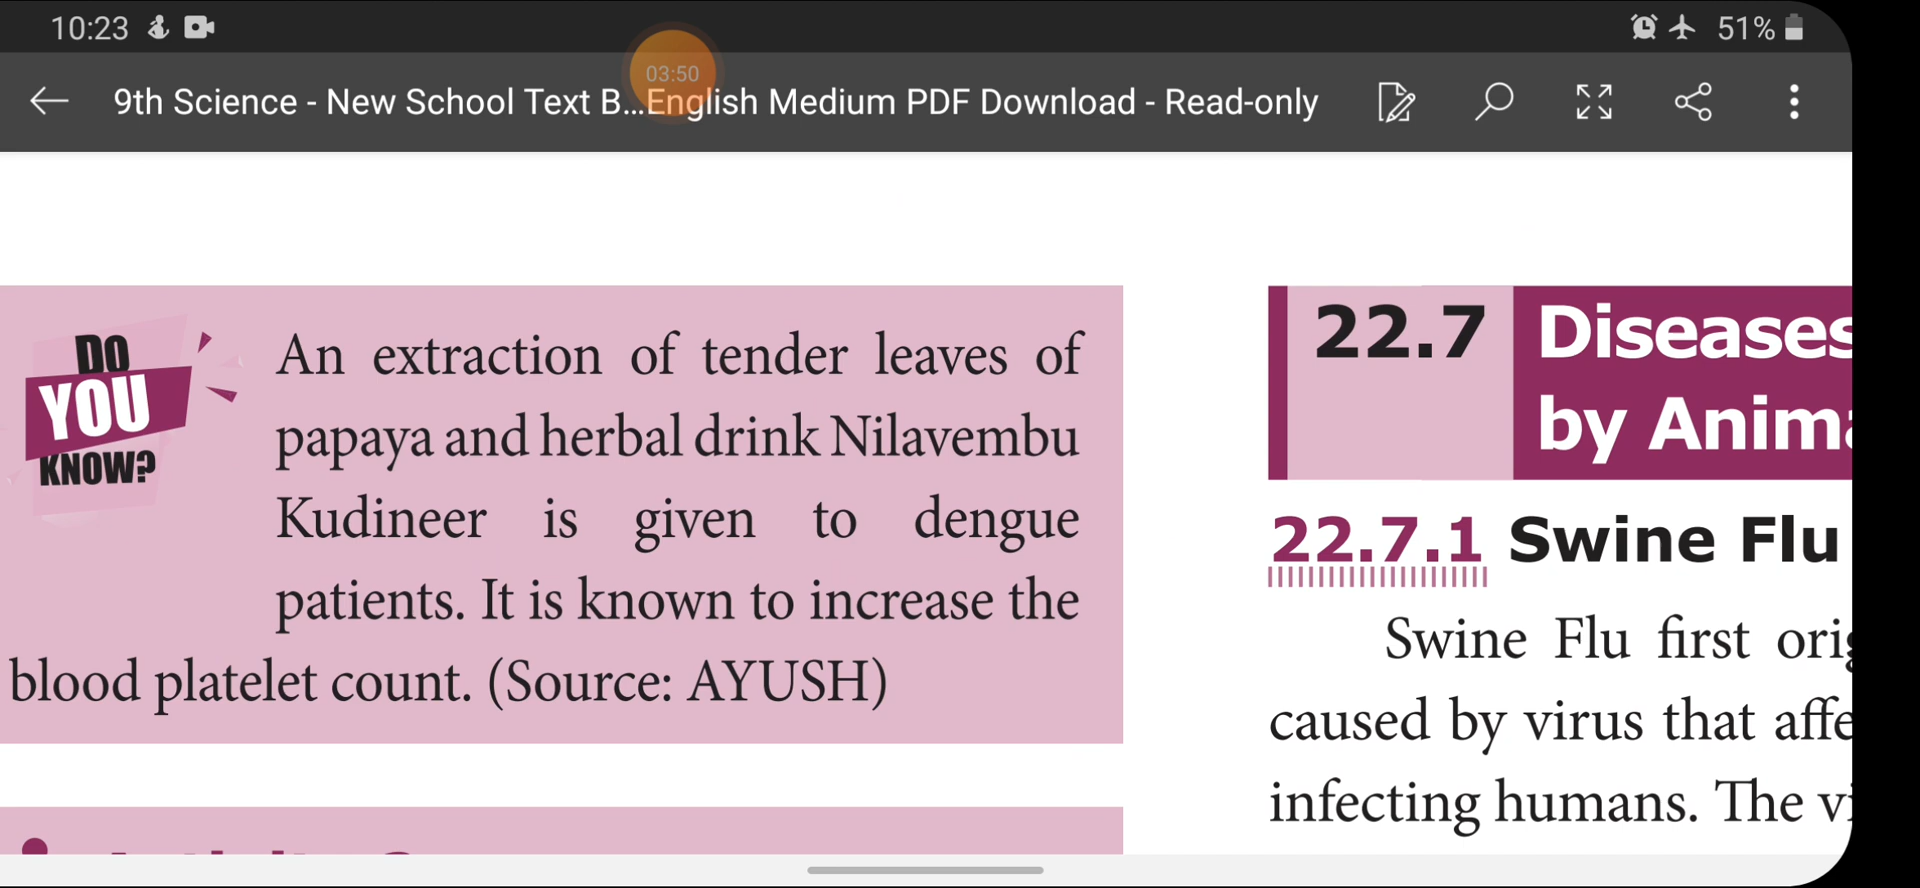 10:23
51%
03:50
9th Science - New School Text B...English Medium PDF Download - Read-only
DO
YOU
KNOW?
An extraction of tender leaves of
papaya and herbal drink Nilavembu
Kudineer is given to dengue
patients. It is known to increase the
blood platelet count. (Source: AYUSH)
22.7 Diseases
by Anima
22.7.1 Swine Flu
Swine Flu first orig
caused by virus that affe
infecting humans. The vi